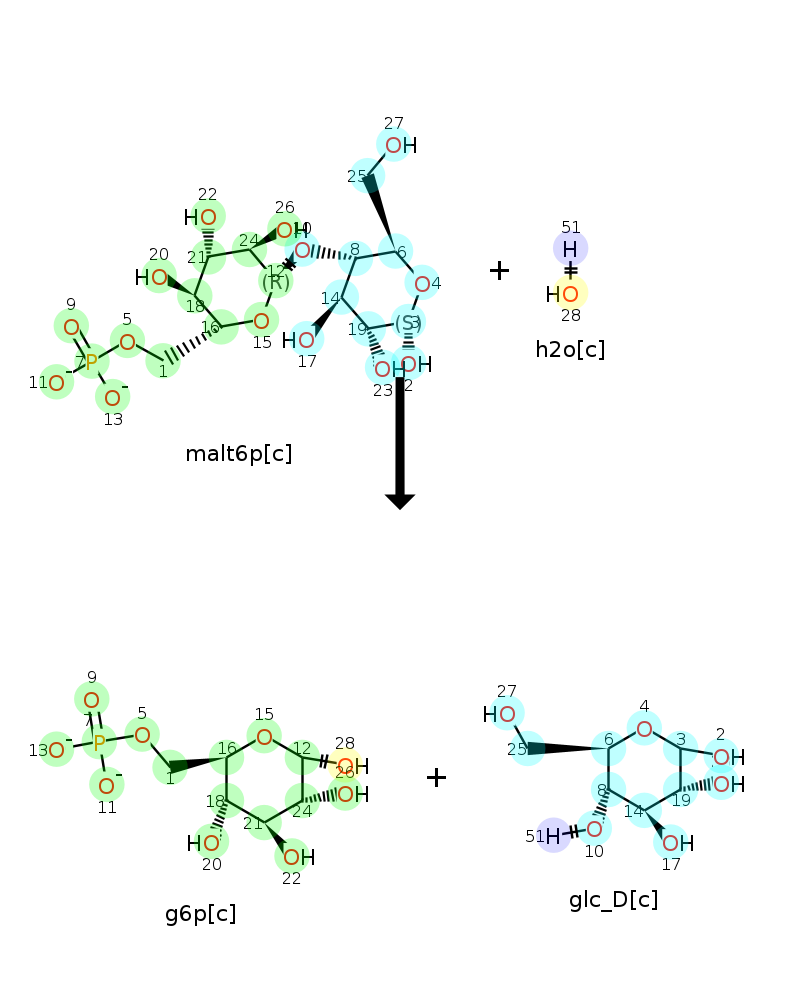 27
OH
25
22
HO
26
OH
10
O
51
H
HO
28
24
21
12
(R)
8
6
O
4
20
HO
18
14
9
O
5
O
16
O
15
19
(S)
3
HO
17
7
P
1
11
O-
O-
13
OH
23
OH
2
+
h2o[c]
malt6p[c]
9
O
7
5
O
15
O
13
O-
P
16
12
28
OH
1
26
OH
O-
11
18
24
21
HO
20
OH
22
+
g6p[c]
27
HO
25
4
O
6
3
2
OH
OH
8
19
14
51
H
O
10
OH
17
glc_D[c]